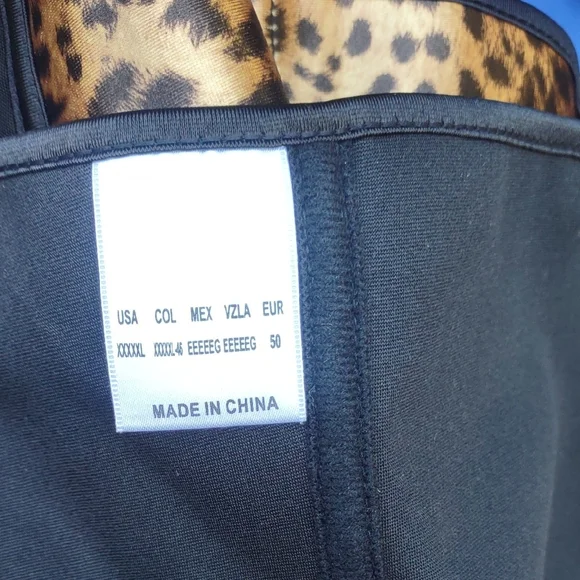 USA COL MEX VZLA EUR
XXXXXL XXXXXL-46 EEEEEG EEEEEG 50
MADE IN CHINA